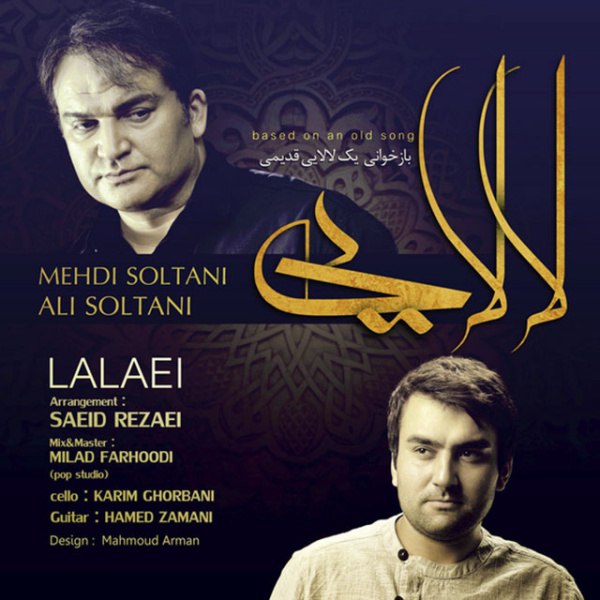 based on an old song
بازخوانی یک لالایی قدیمی
لالایی
MEHDI SOLTANI
ALI SOLTANI
LALAEI
Arrangement :
SAEID REZAEI
Mix&Master :
MILAD FARHOODI
(pop studio)
cello : KARIM GHORBANI
Guitar : HAMED ZAMANI
Design : Mahmoud Arman